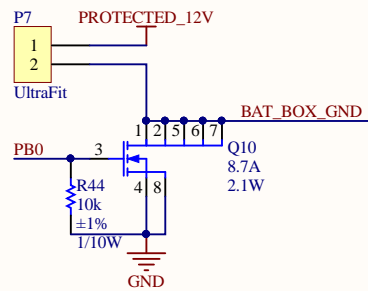 P7
PROTECTED_12V
1
2
UltraFit
BAT_BOX_GND
1 2 5 6 7
Q10
8.7A
2.1W
PB0
3
R44
10k
±1%
1/10W
4 8
GND